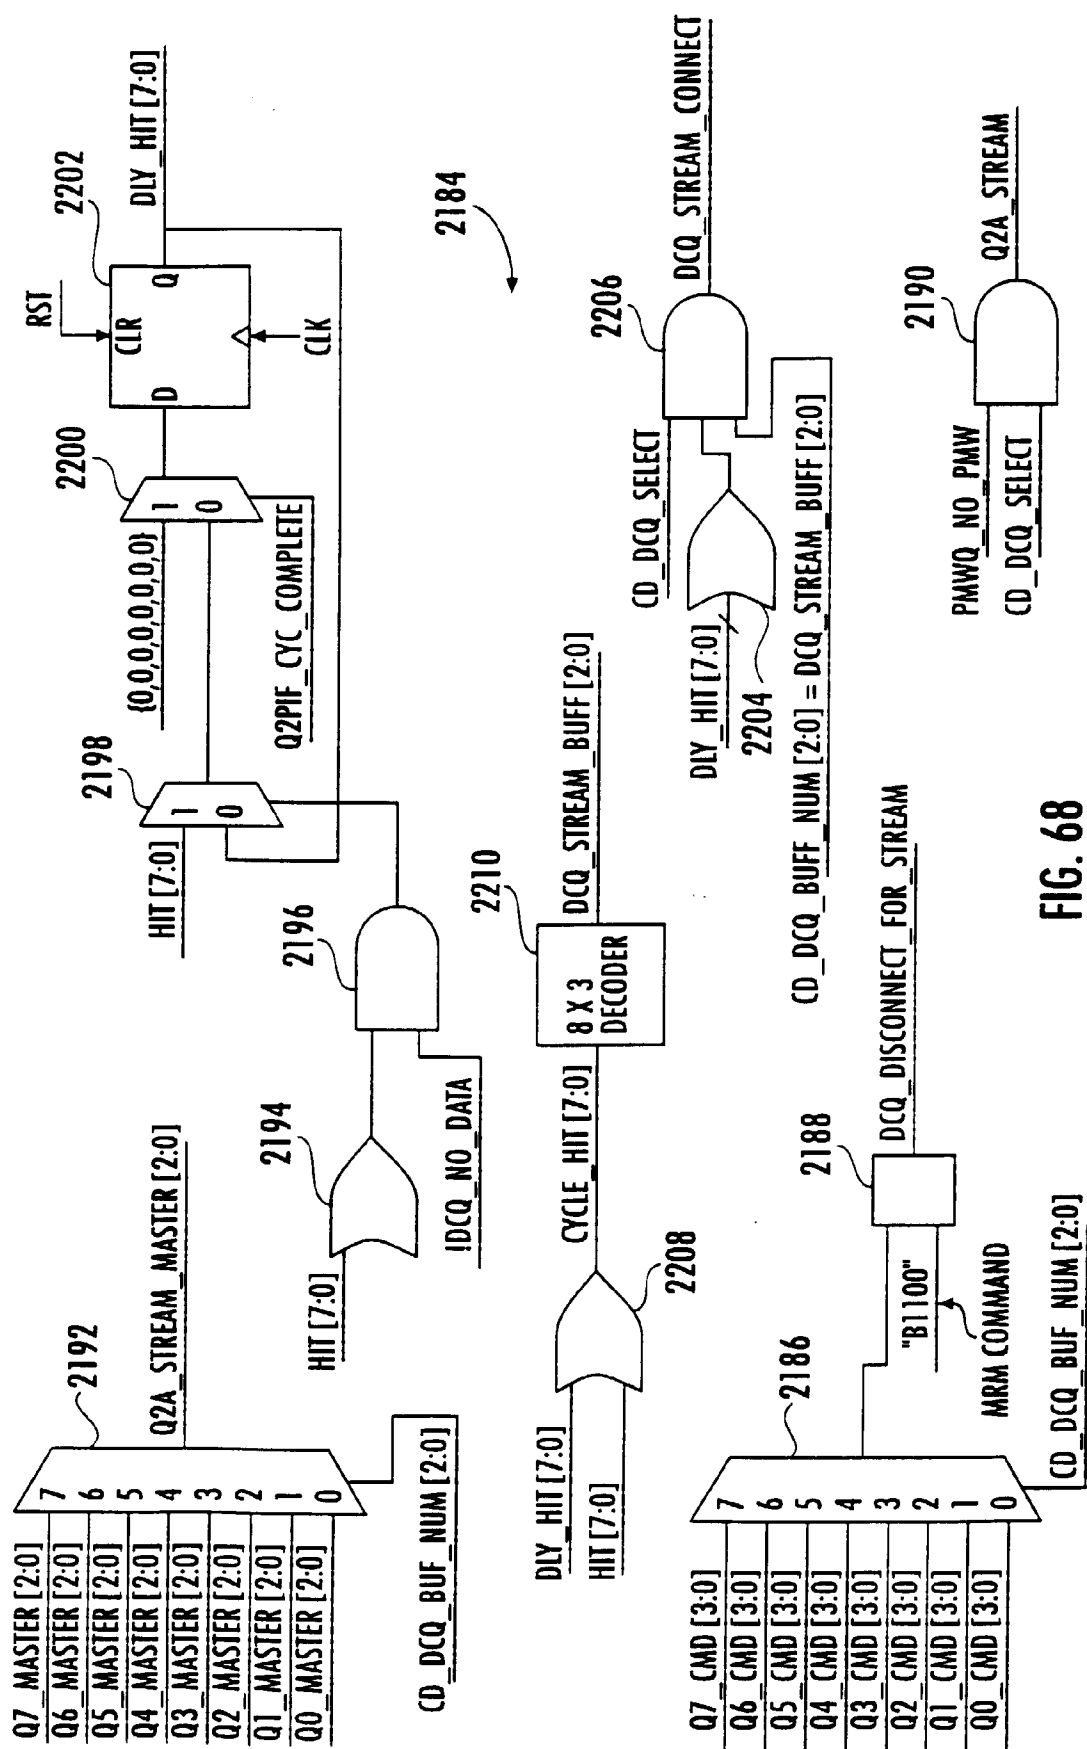 Q7_MASTER [2:0]
Q6_MASTER [2:0]
Q5_MASTER [2:0]
Q4_MASTER [2:0]
Q3_MASTER [2:0]
Q2_MASTER [2:0]
Q1_MASTER [2:0]
Q0_MASTER [2:0]
7
6
5
4
3
2
1
0
2192
Q2A_STREAM_MASTER [2:0]
CD_DCQ_BUF_NUM [2:0]
HIT [7:0]
2194
!DCQ_NO_DATA
2196
HIT [7:0]
2198
1
0
{0,0,0,0,0,0,0,0}
2200
1
0
Q2PIF_CYC_COMPLETE
RST
2202
D
CLR
Q
CLK
DLY_HIT [7:0]
2184
DLY_HIT [7:0]
HIT [7:0]
2208
CYCLE_HIT [7:0]
2210
8 X 3
DECODER
DCQ_STREAM_BUFF [2:0]
CD_DCQ_SELECT
DLY_HIT [7:0]
2204
2206
DCQ_STREAM_CONNECT
CD_DCQ_BUFF_NUM [2:0] = DCQ_STREAM_BUFF [2:0]
Q7_CMD [3:0]
Q6_CMD [3:0]
Q5_CMD [3:0]
Q4_CMD [3:0]
Q3_CMD [3:0]
Q2_CMD [3:0]
Q1_CMD [3:0]
Q0_CMD [3:0]
7
6
5
4
3
2
1
0
2186
"B1100"
MRM COMMAND
CD_DCQ_BUF_NUM [2:0]
2188
DCQ_DISCONNECT_FOR_STREAM
PMWQ_NO_PMW
CD_DCQ_SELECT
2190
Q2A_STREAM
FIG. 68